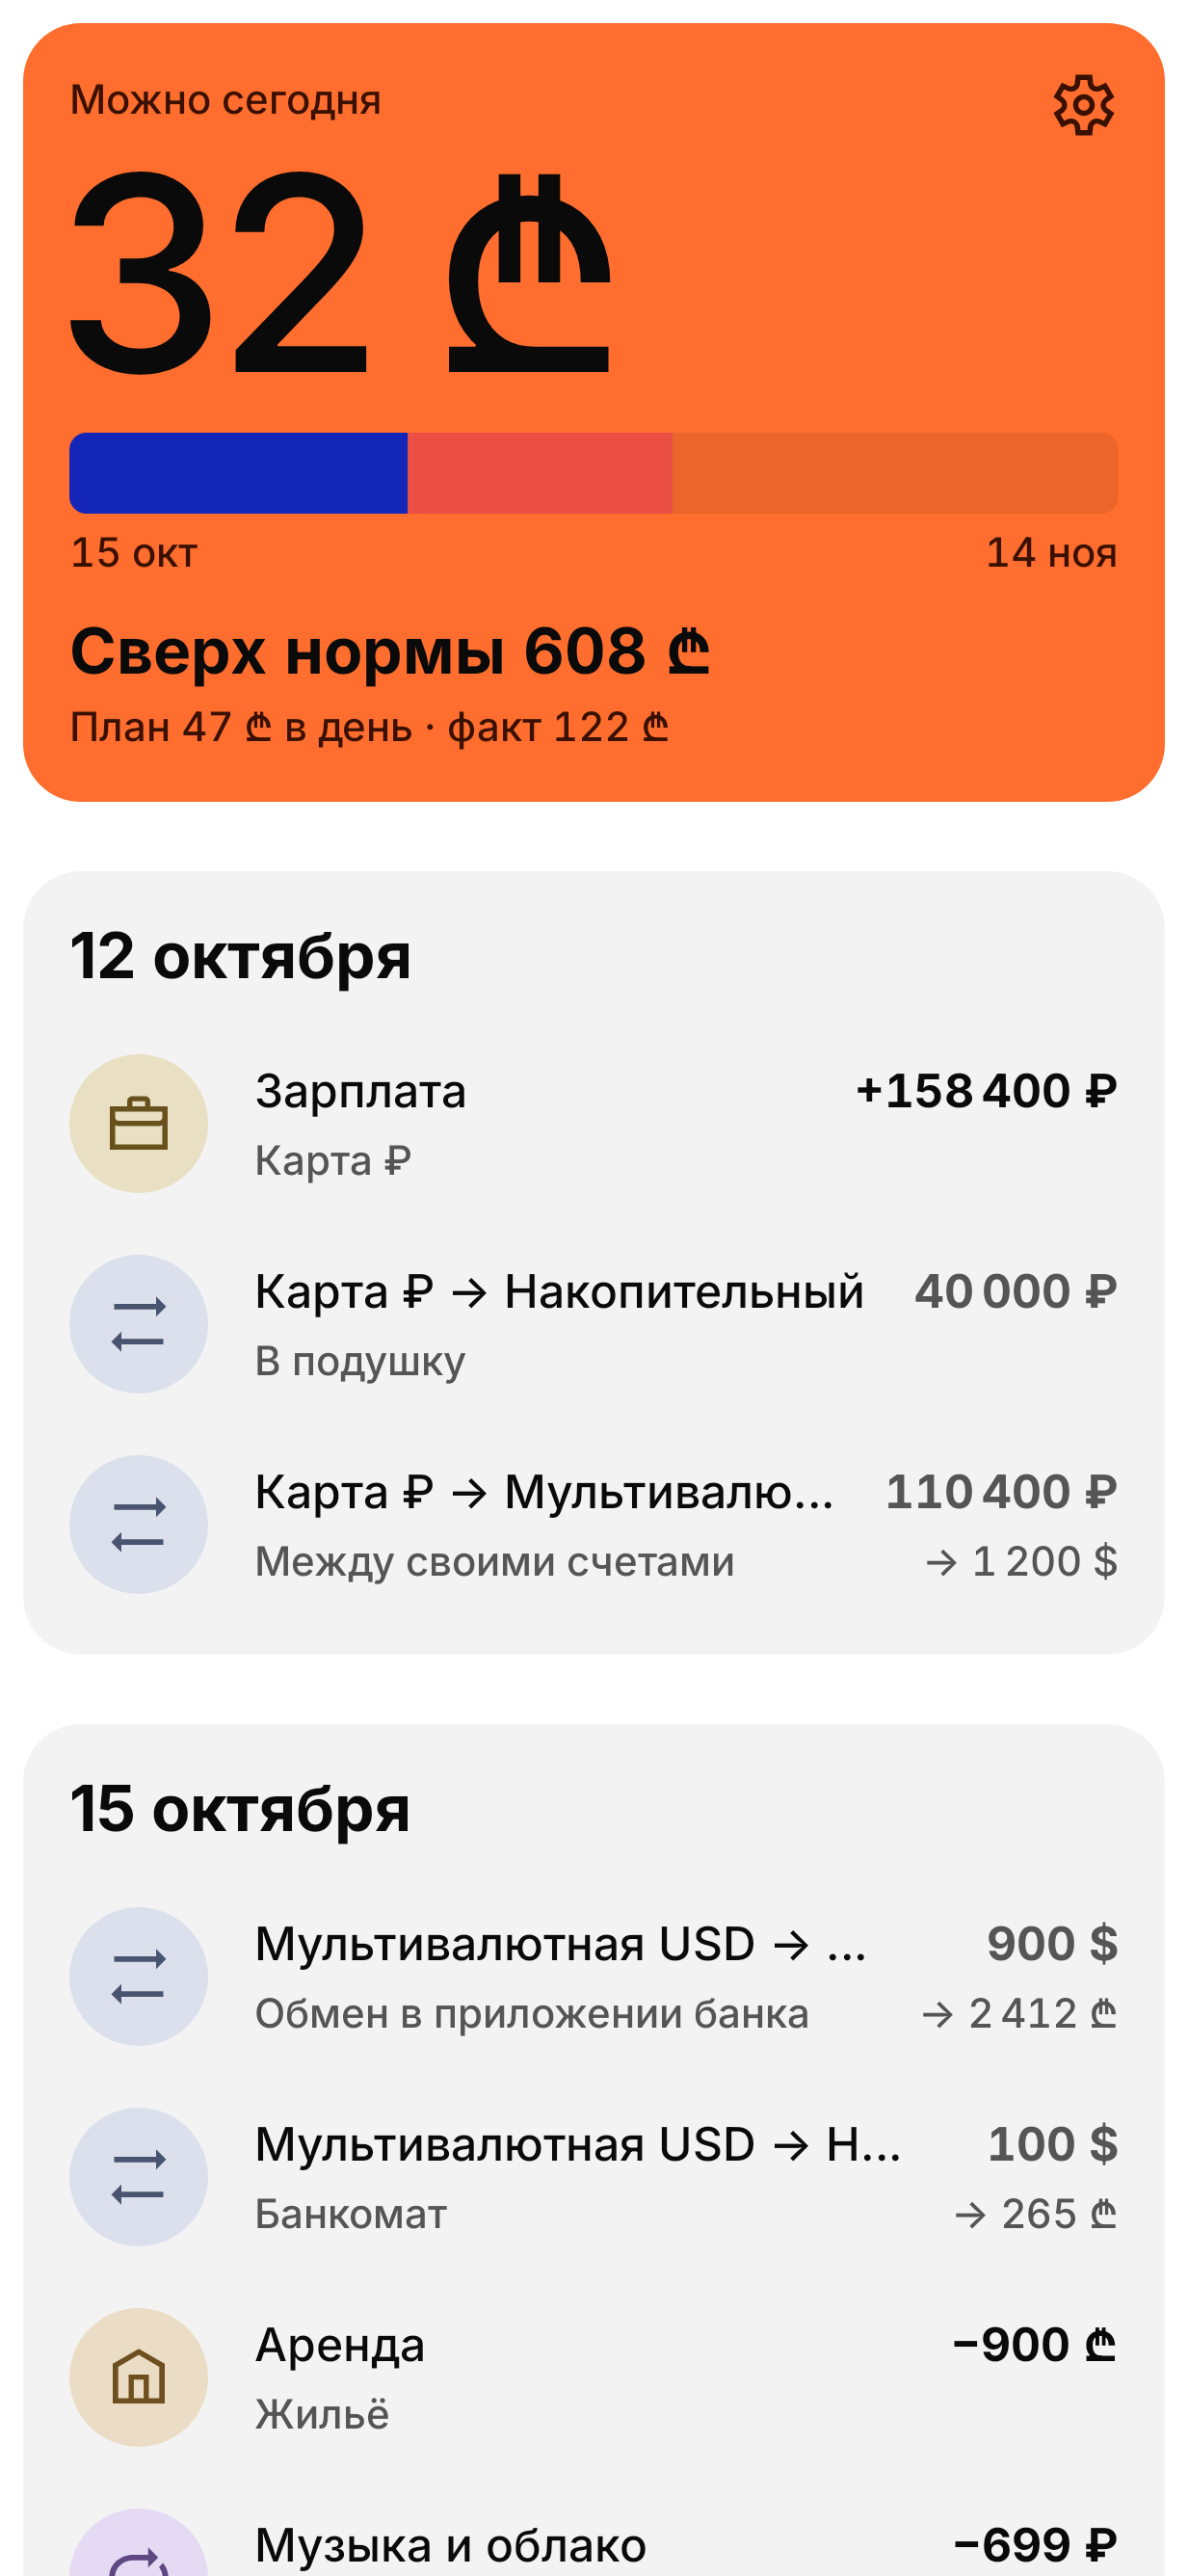 Можно сегодня
32 ₾
15 окт
14 ноя
Сверх нормы 608 ₾
План 47 ₾ в день · факт 122 ₾
12 октября
Зарплата
+158 400 ₽
Карта ₽
Карта ₽ → Накопительный
40 000 ₽
В подушку
Карта ₽ → Мультивалю...
110 400 ₽
Между своими счетами
→ 1 200 $
15 октября
Мультивалютная USD → ...
900 $
Обмен в приложении банка
→ 2 412 ₾
Мультивалютная USD → Н...
100 $
Банкомат
→ 265 ₾
Аренда
−900 ₾
Жильё
Музыка и облако
−699 ₽